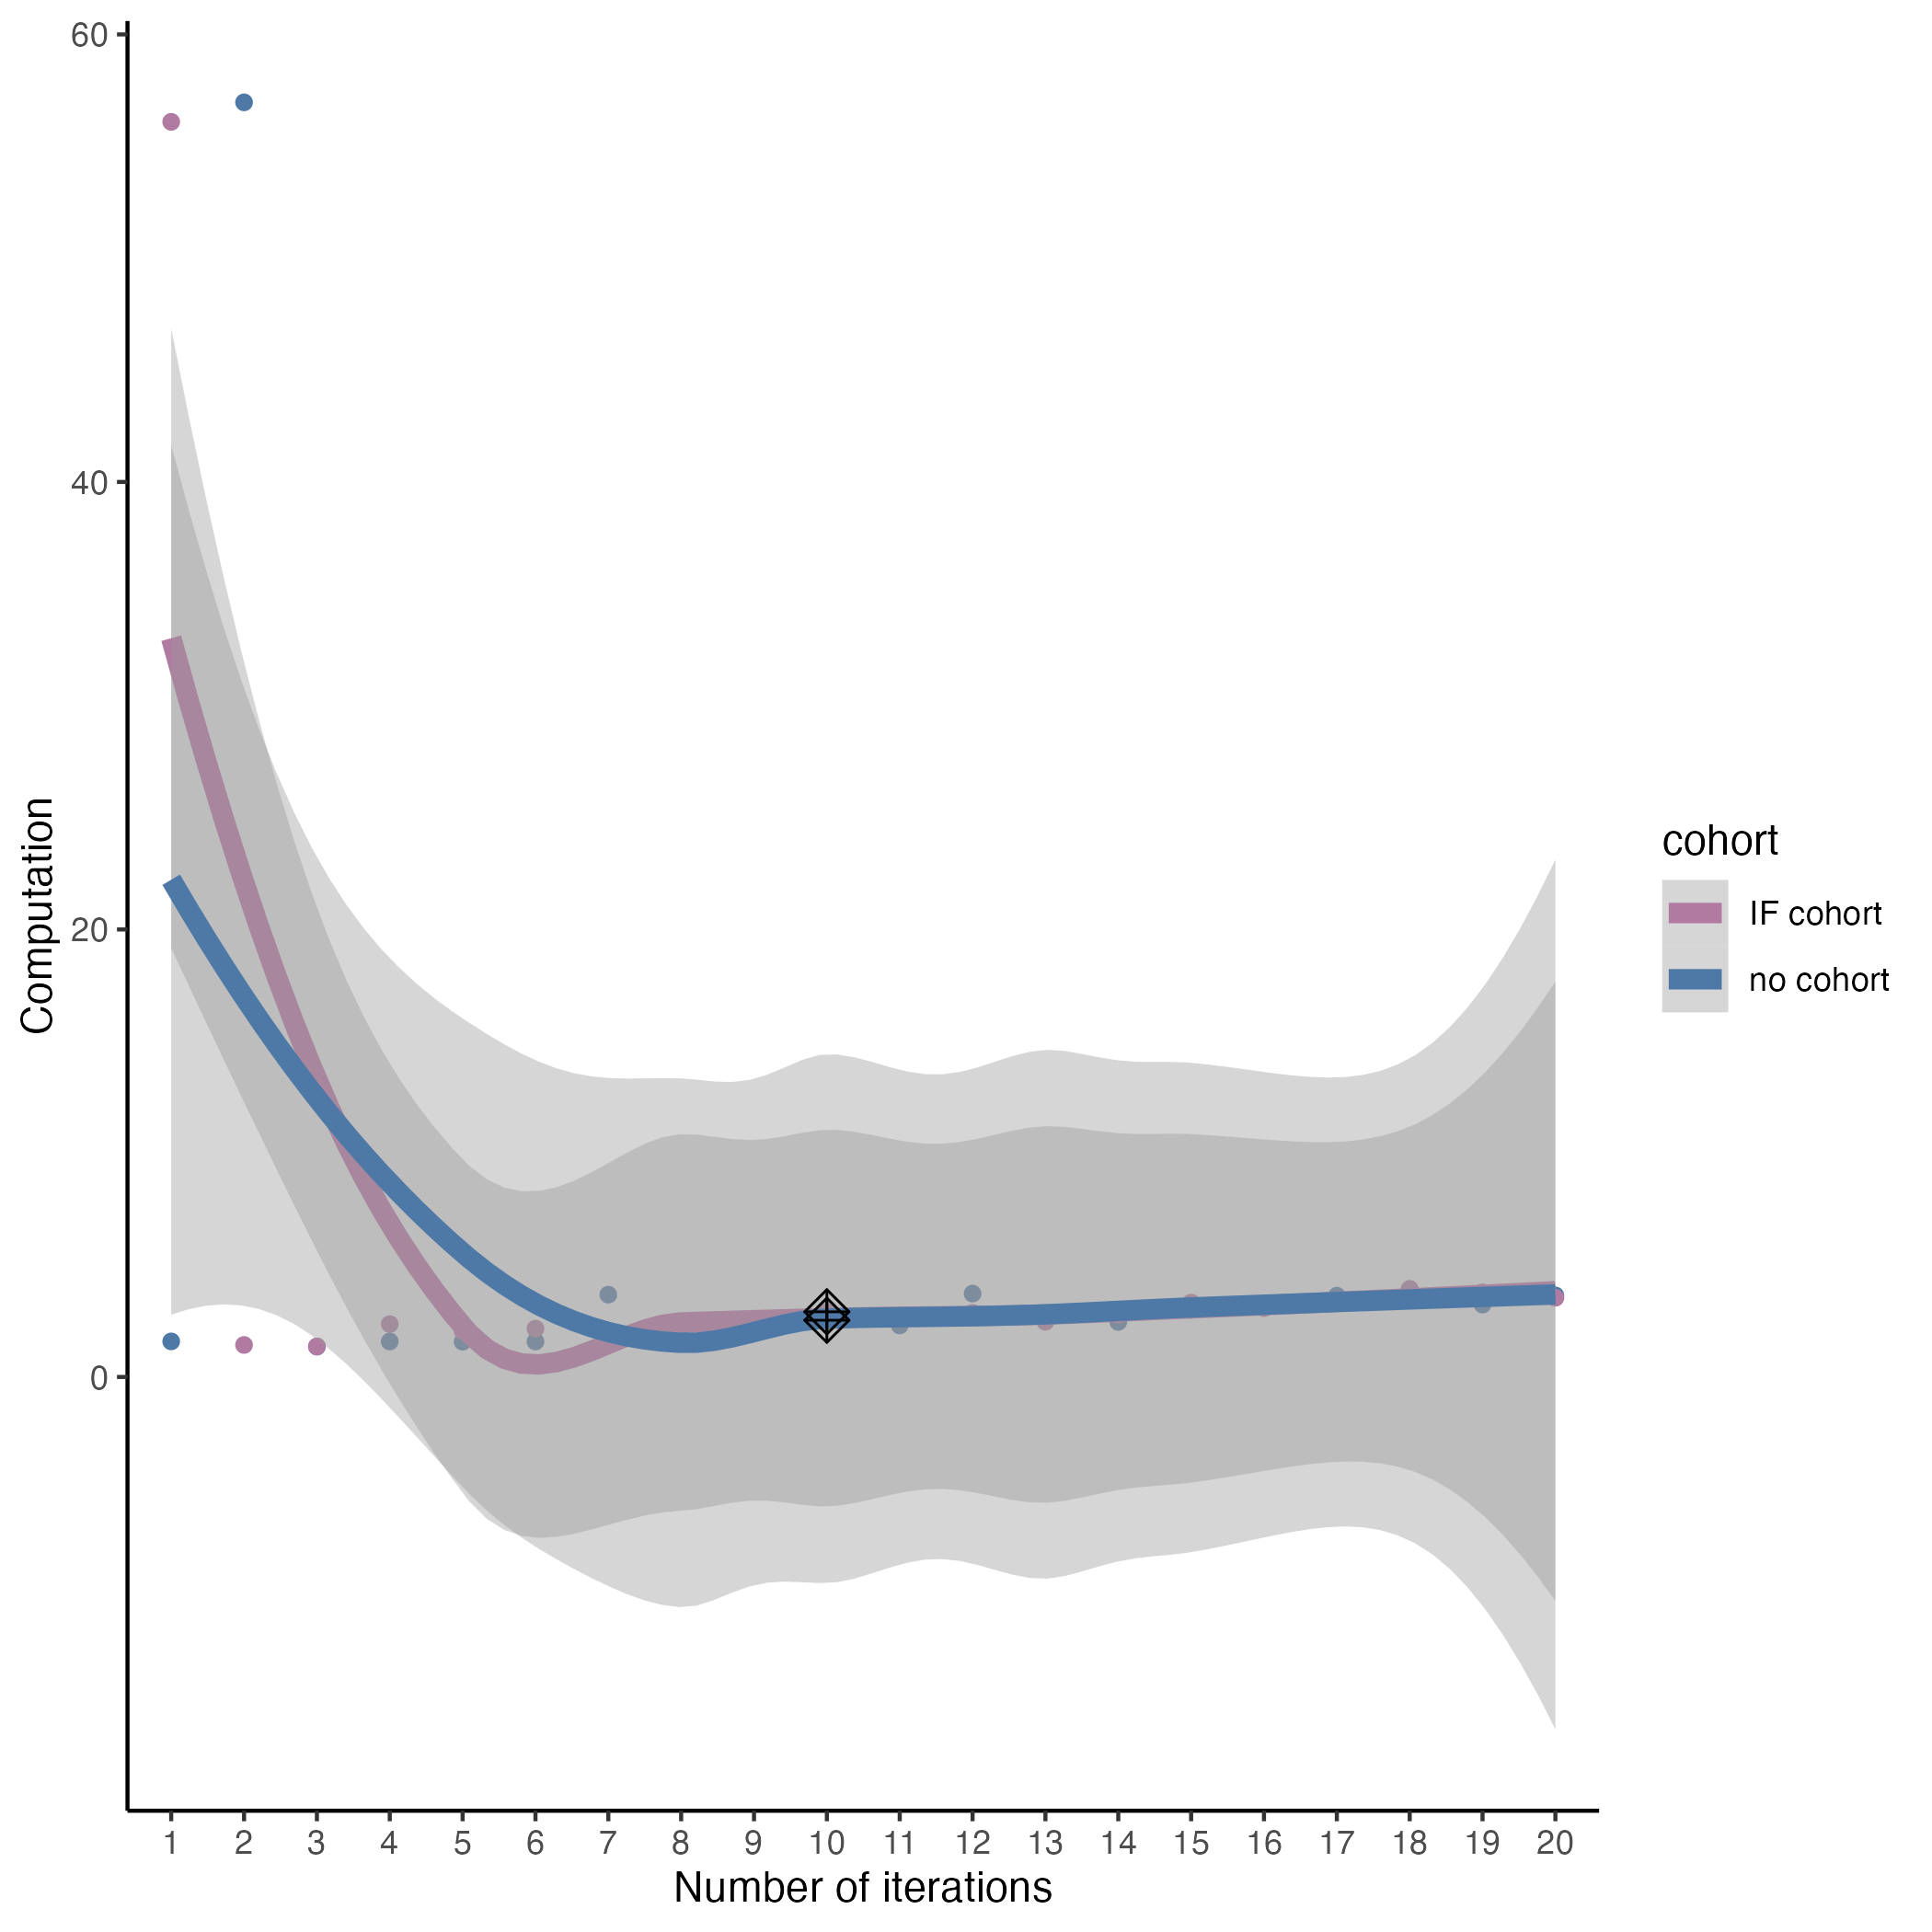 60
40
20
0
Computation
1 2 3 4 5 6 7 8 9 10 11 12 13 14 15 16 17 18 19 20
Number of iterations
cohort
IF cohort
no cohort